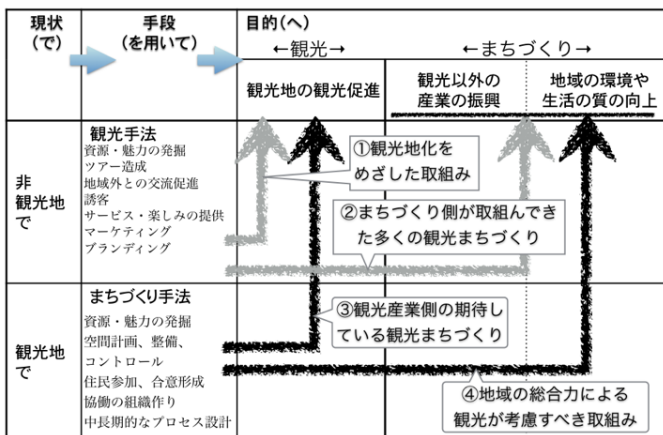 現状
(で)
手段
(を用いて)
目的(へ)
←観光→
←まちづくり→
観光地の観光促進
観光以外の
産業の振興
地域の環境や
生活の質の向上
非
観光地
で
観光手法
資源・魅力の発掘
ツアー造成
地域外との交流促進
誘客
サービス・楽しみの提供
マーケティング
ブランディング
①観光地化を
めざした取組み
②まちづくり側が取組んでき
た多くの観光まちづくり
観光地
で
まちづくり手法
資源・魅力の発掘
空間計画、整備、
コントロール
住民参加、合意形成
協働の組織作り
中長期的なプロセス設計
③観光産業側の期待し
ている観光まちづくり
④地域の総合力による
観光が考慮すべき取組み